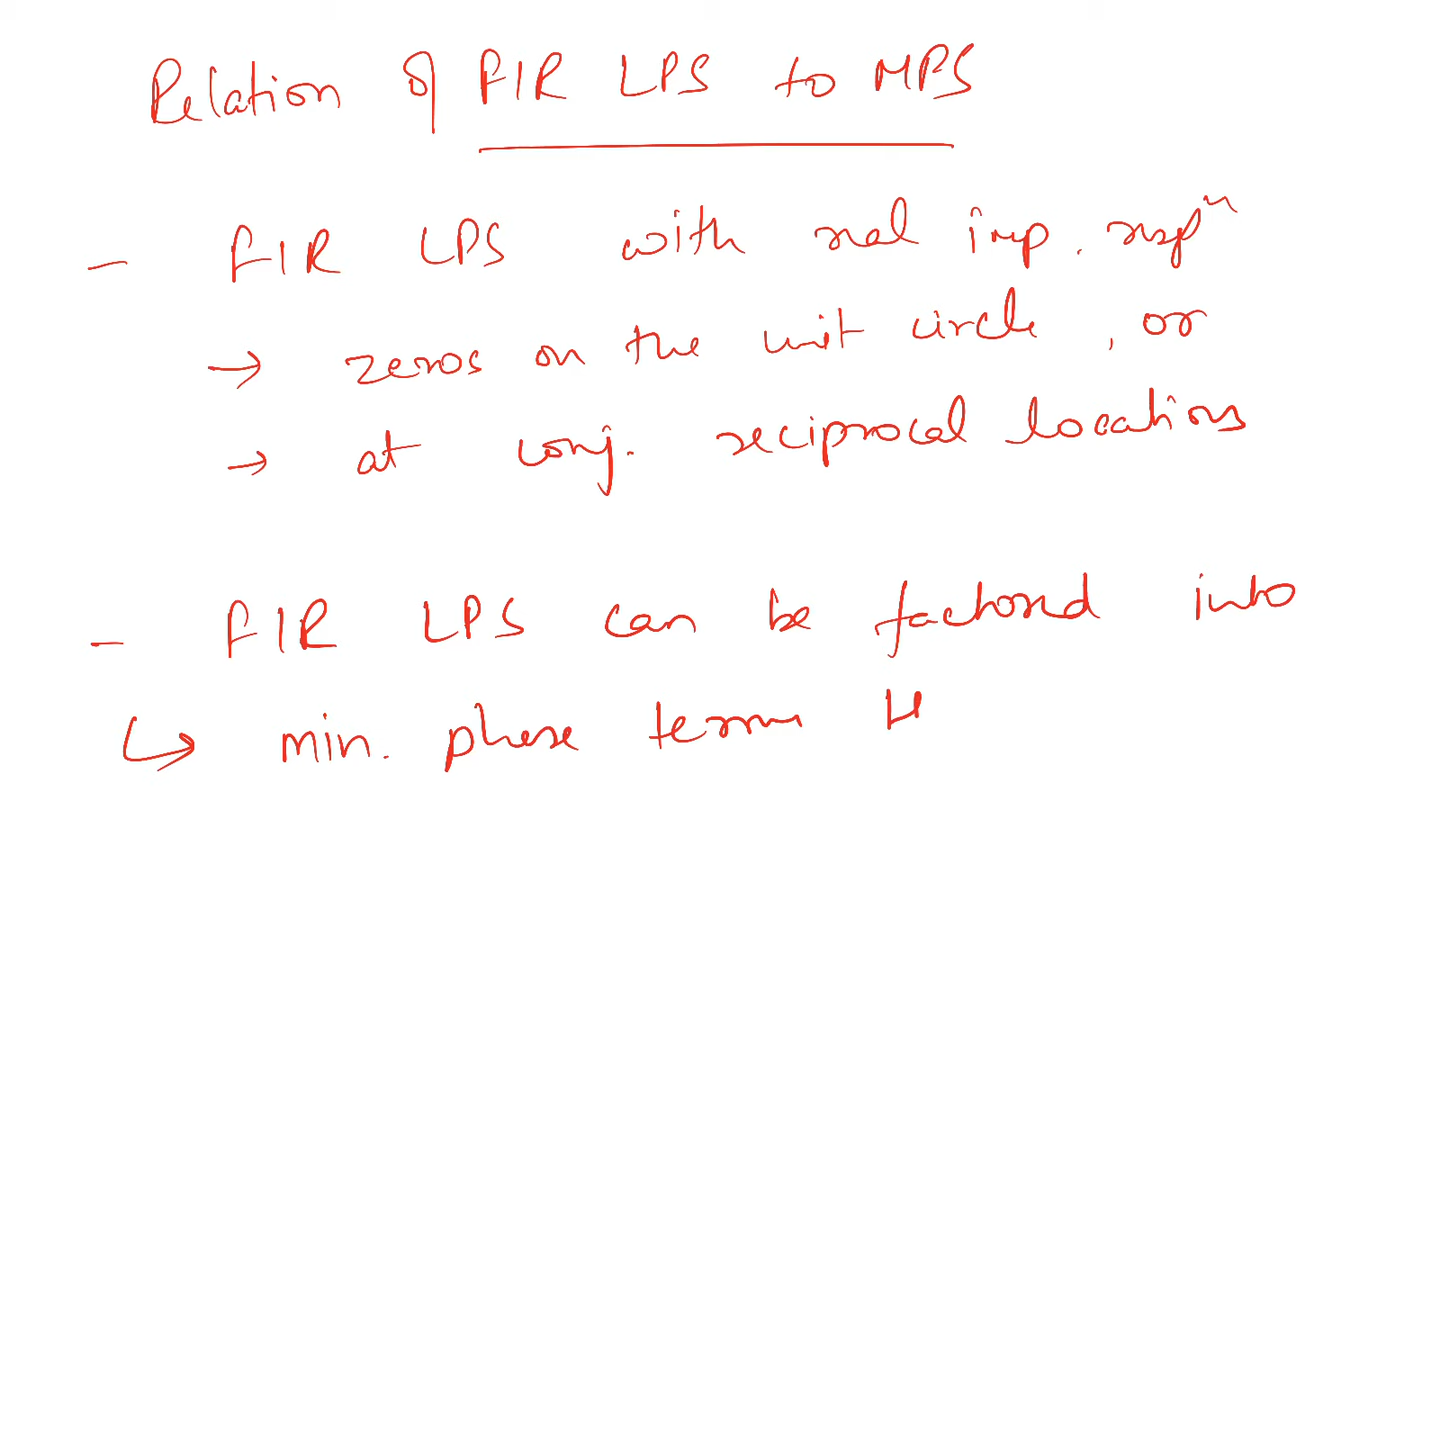 Relation of FIR LPS to MPS
- FIR LPS with real imp. respⁿ
→ zeros on the unit circle, or
→ at conj. reciprocal locations
- FIR LPS can be factored into
↳ min. phase term H